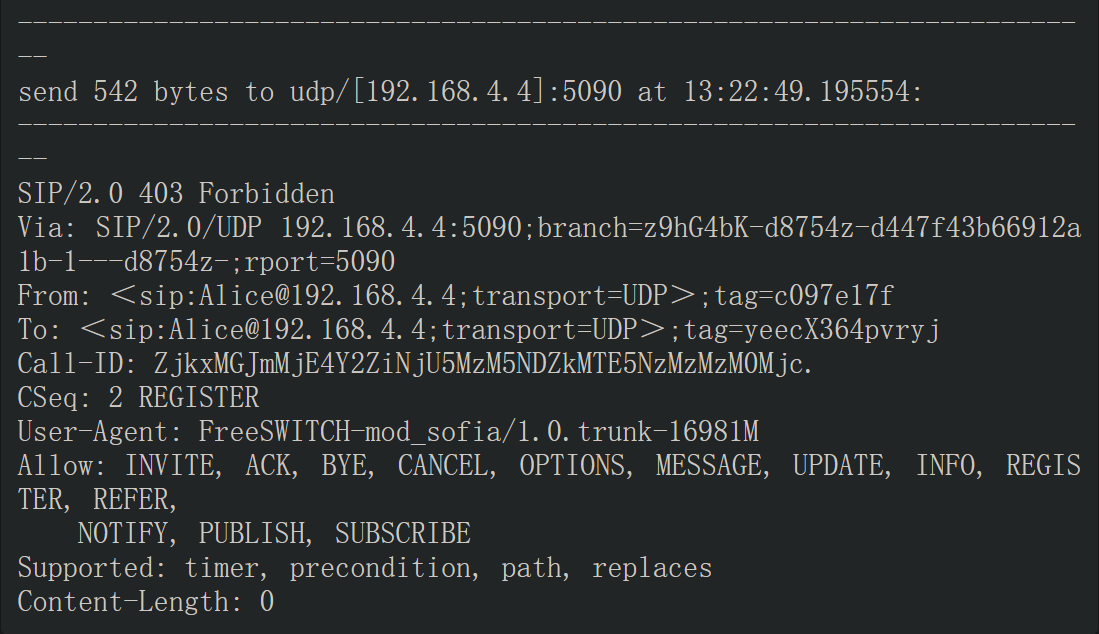 ----------------------------------------------------------------------
--
send 542 bytes to udp/[192.168.4.4]:5090 at 13:22:49.195554:
----------------------------------------------------------------------
--
SIP/2.0 403 Forbidden
Via: SIP/2.0/UDP 192.168.4.4:5090;branch=z9hG4bK-d8754z-d447f43b66912a
1b-1---d8754z-;rport=5090
From: <sip:Alice@192.168.4.4;transport=UDP>;tag=c097e17f
To: <sip:Alice@192.168.4.4;transport=UDP>;tag=yeecX364pvryj
Call-ID: ZjkxMGJmMjE4Y2ZiNjU5MzM5NDZkMTE5NzMzMzM0Mjc.
CSeq: 2 REGISTER
User-Agent: FreeSWITCH-mod_sofia/1.0.trunk-16981M
Allow: INVITE, ACK, BYE, CANCEL, OPTIONS, MESSAGE, UPDATE, INFO, REGIS
TER, REFER,
    NOTIFY, PUBLISH, SUBSCRIBE
Supported: timer, precondition, path, replaces
Content-Length: 0